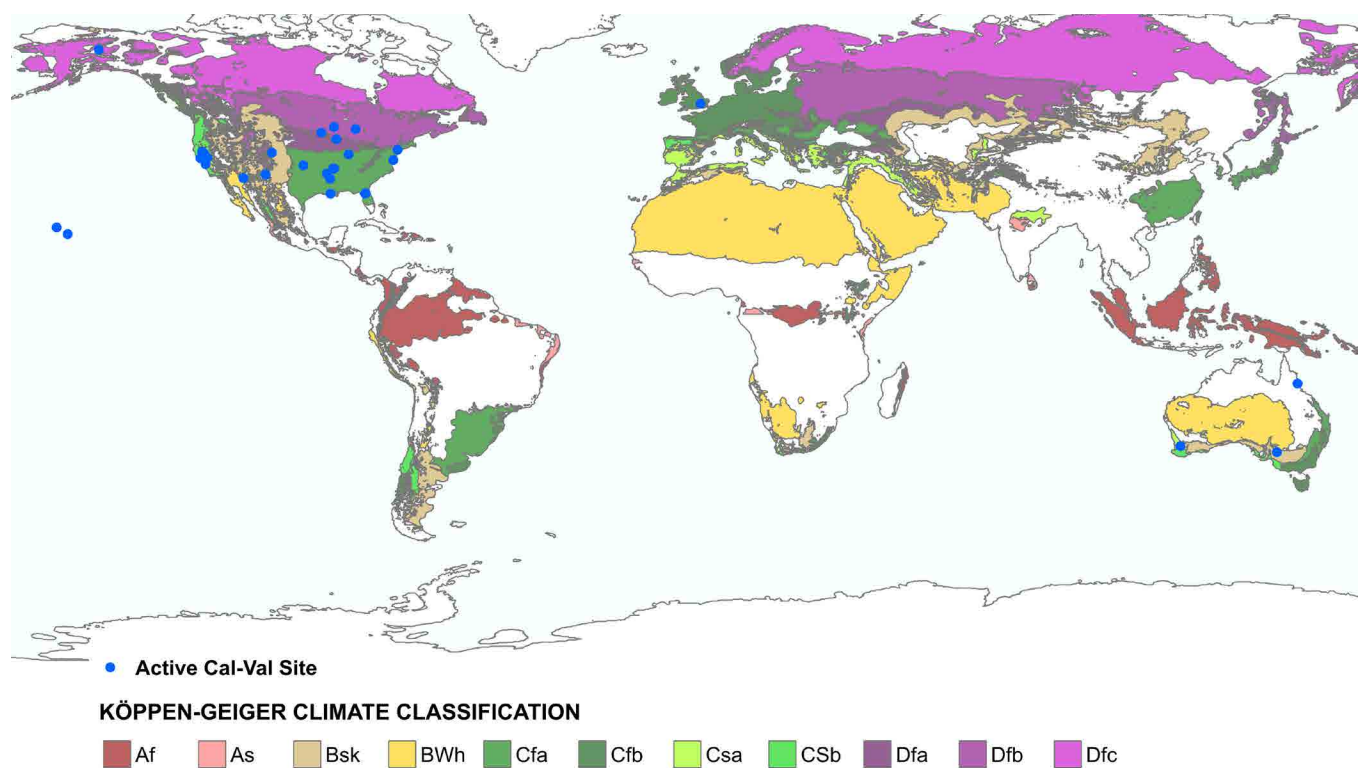 Active Cal-Val Site
KÖPPEN-GEIGER CLIMATE CLASSIFICATION
Af As Bsk BWh Cfa Cfb Csa CSb Dfa Dfb Dfc